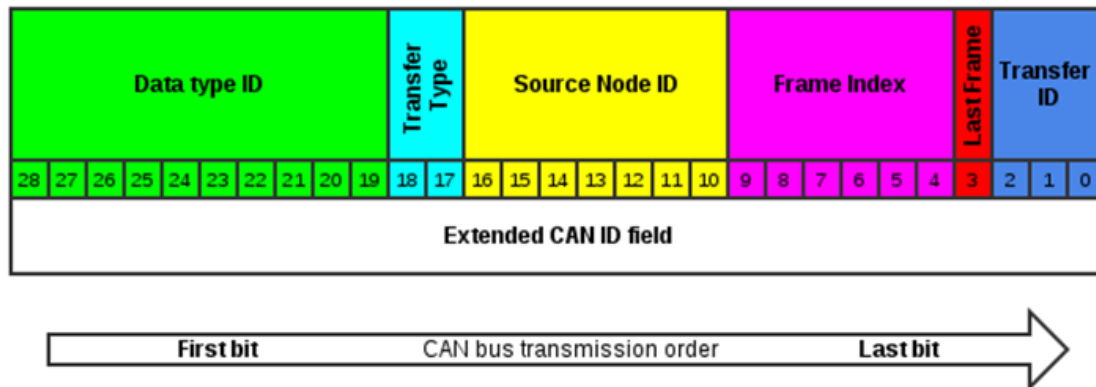 Data type ID
Transfer Type
Source Node ID
Frame Index
Last Frame
Transfer ID
28 27 26 25 24 23 22 21 20 19 18 17 16 15 14 13 12 11 10 9 8 7 6 5 4 3 2 1 0
Extended CAN ID field
First bit CAN bus transmission order Last bit